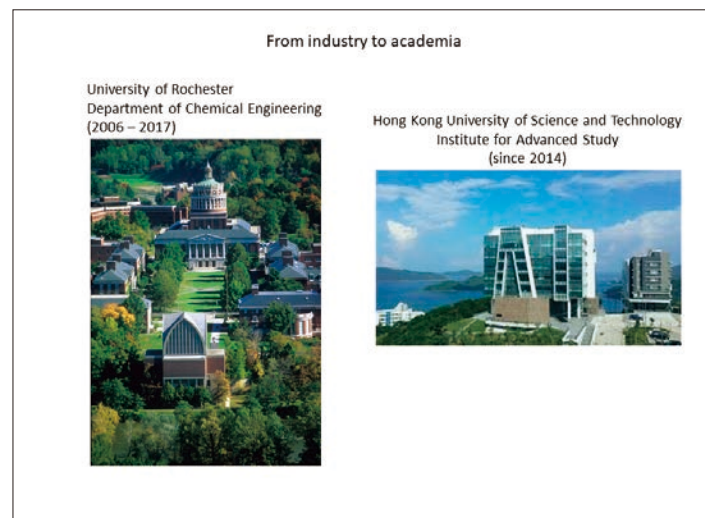 From industry to academia
University of Rochester
Department of Chemical Engineering
(2006 – 2017)
Hong Kong University of Science and Technology
Institute for Advanced Study
(since 2014)